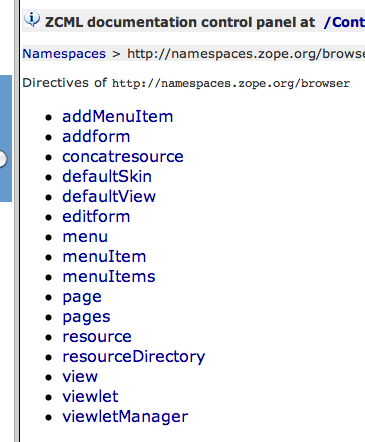 ZCML documentation control panel at /Cont
Namespaces > http://namespaces.zope.org/browse
Directives of http://namespaces.zope.org/browser
addMenuItem
addform
concatresource
defaultSkin
defaultView
editform
menu
menuItem
menuItems
page
pages
resource
resourceDirectory
view
viewlet
viewletManager